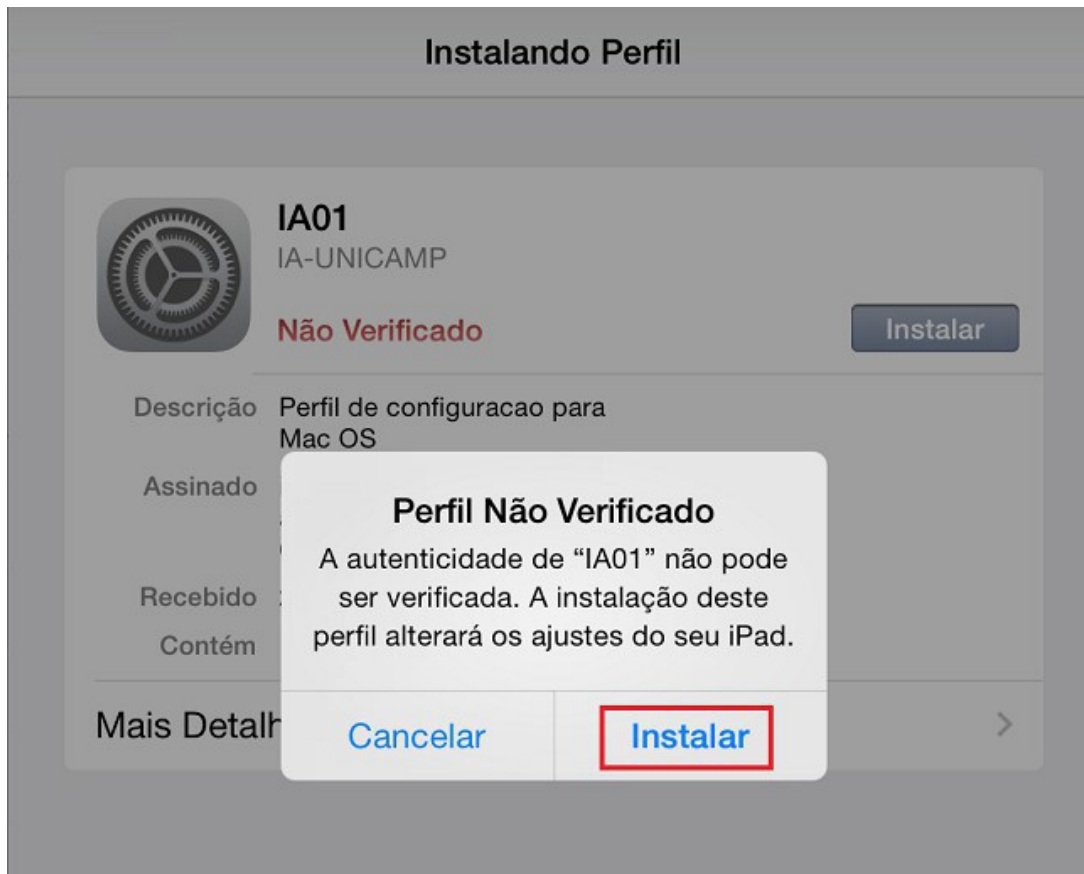 Instalando Perfil
IA01
IA-UNICAMP
Não Verificado
Instalar
Descrição Perfil de configuracao para
Mac OS
Assinado
Recebido
Contém
Mais Detalh
Perfil Não Verificado
A autenticidade de “IA01” não pode
ser verificada. A instalação deste
perfil alterará os ajustes do seu iPad.
Cancelar
Instalar